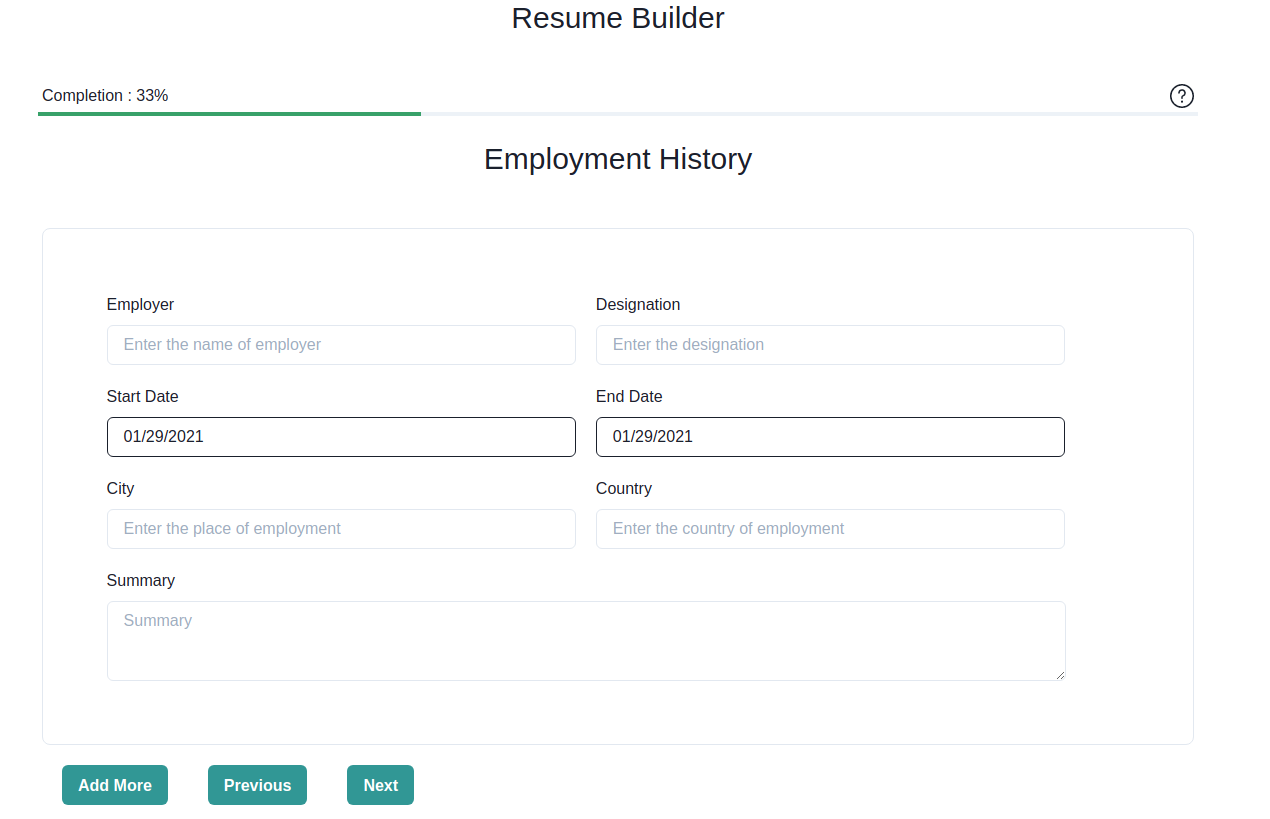 Resume Builder
Completion : 33%
?
Employment History
Employer
Designation
Enter the name of employer
Enter the designation
Start Date
End Date
01/29/2021
01/29/2021
City
Country
Enter the place of employment
Enter the country of employment
Summary
Summary
Add More
Previous
Next